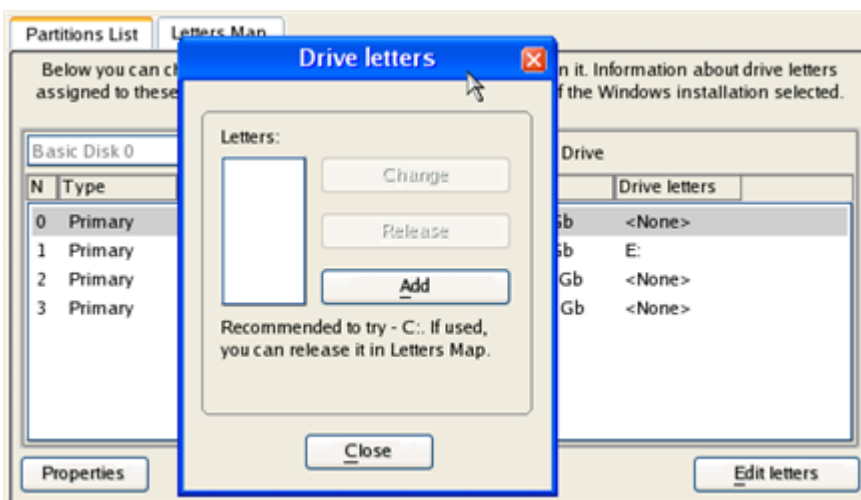 Partitions List
Letters Map
Below you can n it. Information about drive letters
assigned to these f the Windows installation selected.
Drive letters
Basic Disk 0
Drive
N Type Drive letters
0 Primary <None>
1 Primary E:
2 Primary Gb <None>
3 Primary Gb <None>
Letters:
Change
Release
Add
Recommended to try - C:. If used,
you can release it in Letters Map.
Close
Properties
Edit letters